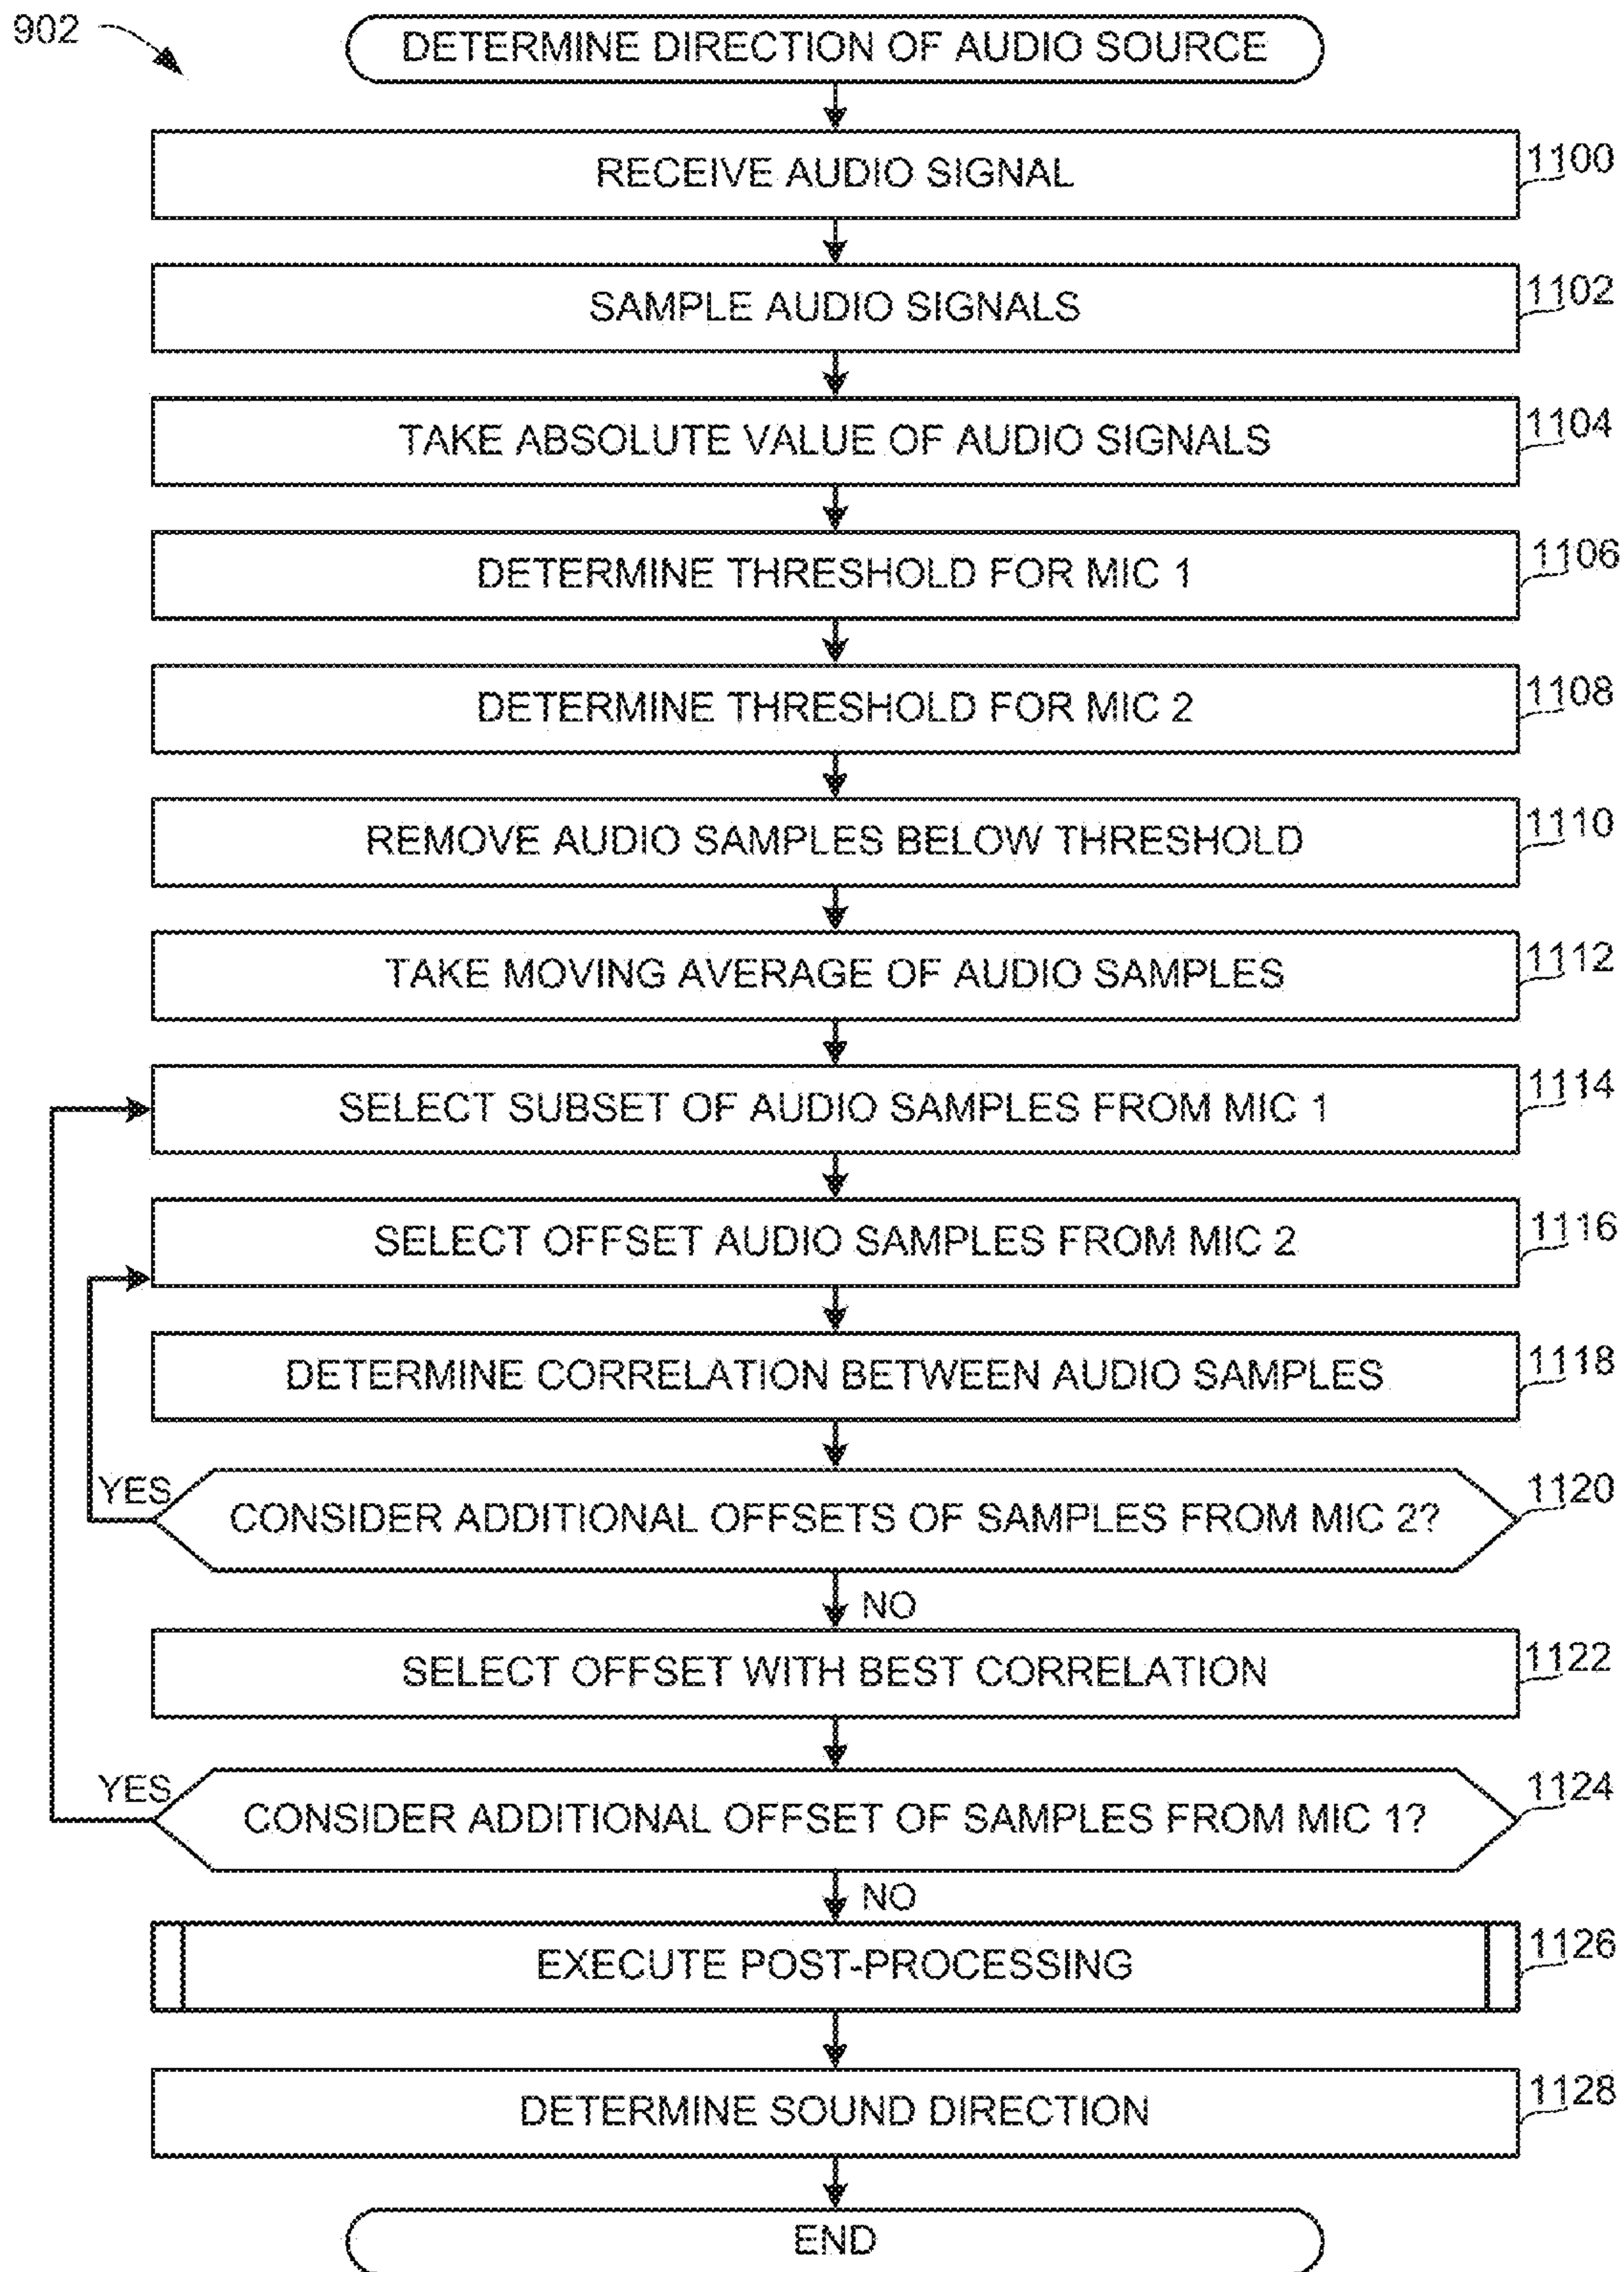 902
DETERMINE DIRECTION OF AUDIO SOURCE
RECEIVE AUDIO SIGNAL
1100
SAMPLE AUDIO SIGNALS
1102
TAKE ABSOLUTE VALUE OF AUDIO SIGNALS
1104
DETERMINE THRESHOLD FOR MIC 1
1106
DETERMINE THRESHOLD FOR MIC 2
1108
REMOVE AUDIO SAMPLES BELOW THRESHOLD
1110
TAKE MOVING AVERAGE OF AUDIO SAMPLES
1112
SELECT SUBSET OF AUDIO SAMPLES FROM MIC 1
1114
SELECT OFFSET AUDIO SAMPLES FROM MIC 2
1116
DETERMINE CORRELATION BETWEEN AUDIO SAMPLES
1118
YES
CONSIDER ADDITIONAL OFFSETS OF SAMPLES FROM MIC 2?
1120
NO
SELECT OFFSET WITH BEST CORRELATION
1122
YES
CONSIDER ADDITIONAL OFFSET OF SAMPLES FROM MIC 1?
1124
NO
EXECUTE POST-PROCESSING
1126
DETERMINE SOUND DIRECTION
1128
END